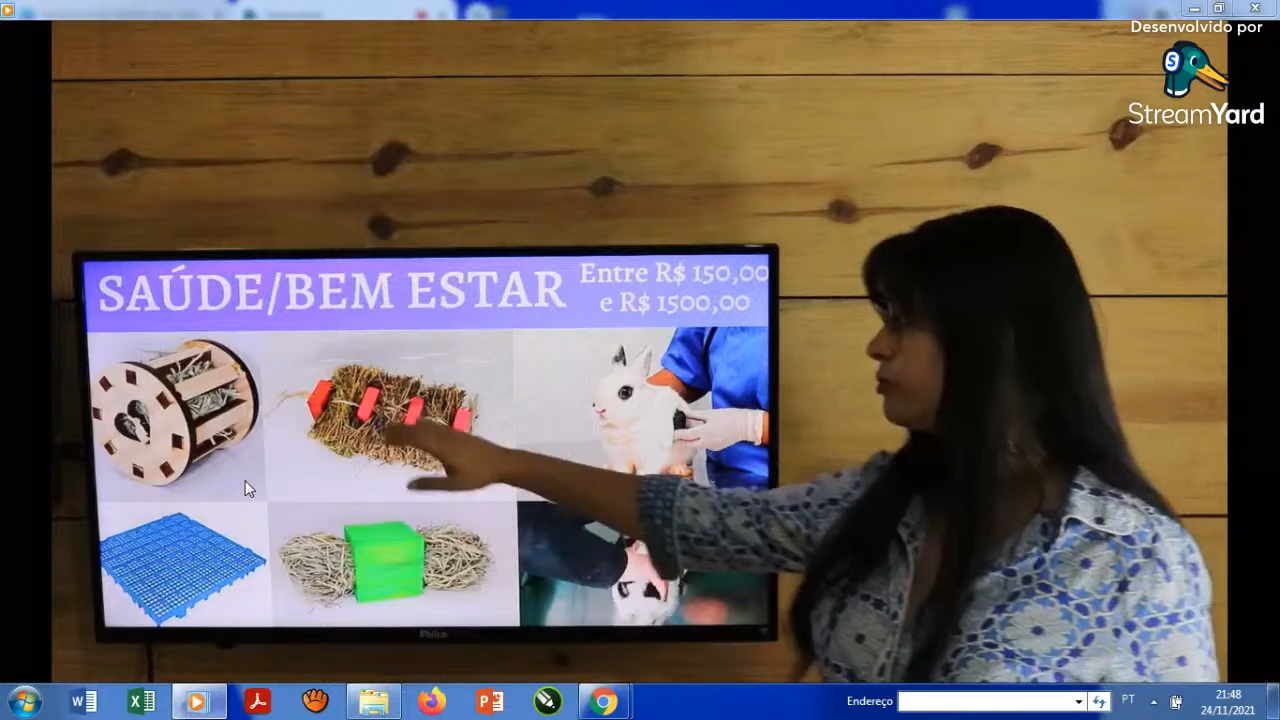 Desenvolvido por
StreamYard
SAÚDE/BEM ESTAR
Entre R$ 150,00
e R$ 1500,00
Philco
Endereço
PT
21:48
24/11/2021